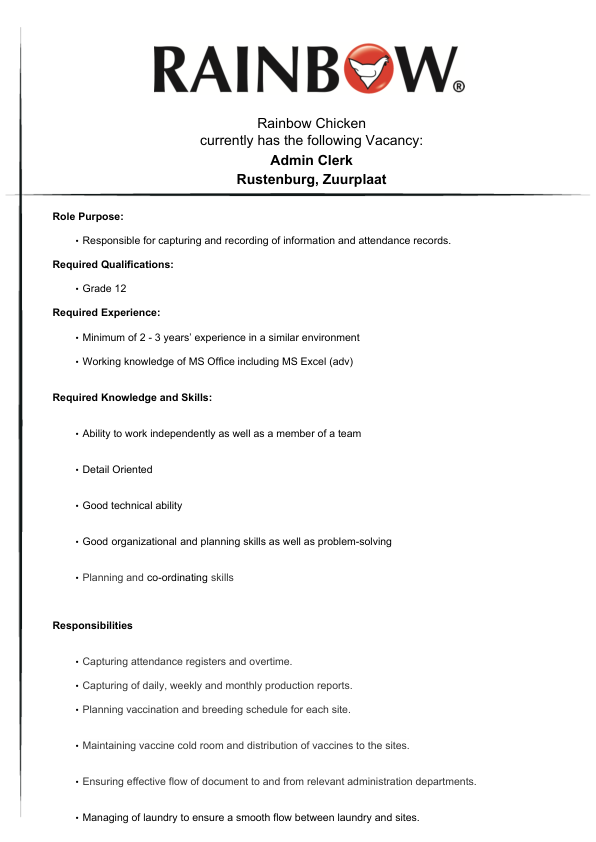 RAINBOW®
Rainbow Chicken
currently has the following Vacancy:
Admin Clerk
Rustenburg, Zuurplaat
Role Purpose:
• Responsible for capturing and recording of information and attendance records.
Required Qualifications:
• Grade 12
Required Experience:
• Minimum of 2 - 3 years’ experience in a similar environment
• Working knowledge of MS Office including MS Excel (adv)
Required Knowledge and Skills:
• Ability to work independently as well as a member of a team
• Detail Oriented
• Good technical ability
• Good organizational and planning skills as well as problem-solving
• Planning and co-ordinating skills
Responsibilities
• Capturing attendance registers and overtime.
• Capturing of daily, weekly and monthly production reports.
• Planning vaccination and breeding schedule for each site.
• Maintaining vaccine cold room and distribution of vaccines to the sites.
• Ensuring effective flow of document to and from relevant administration departments.
• Managing of laundry to ensure a smooth flow between laundry and sites.